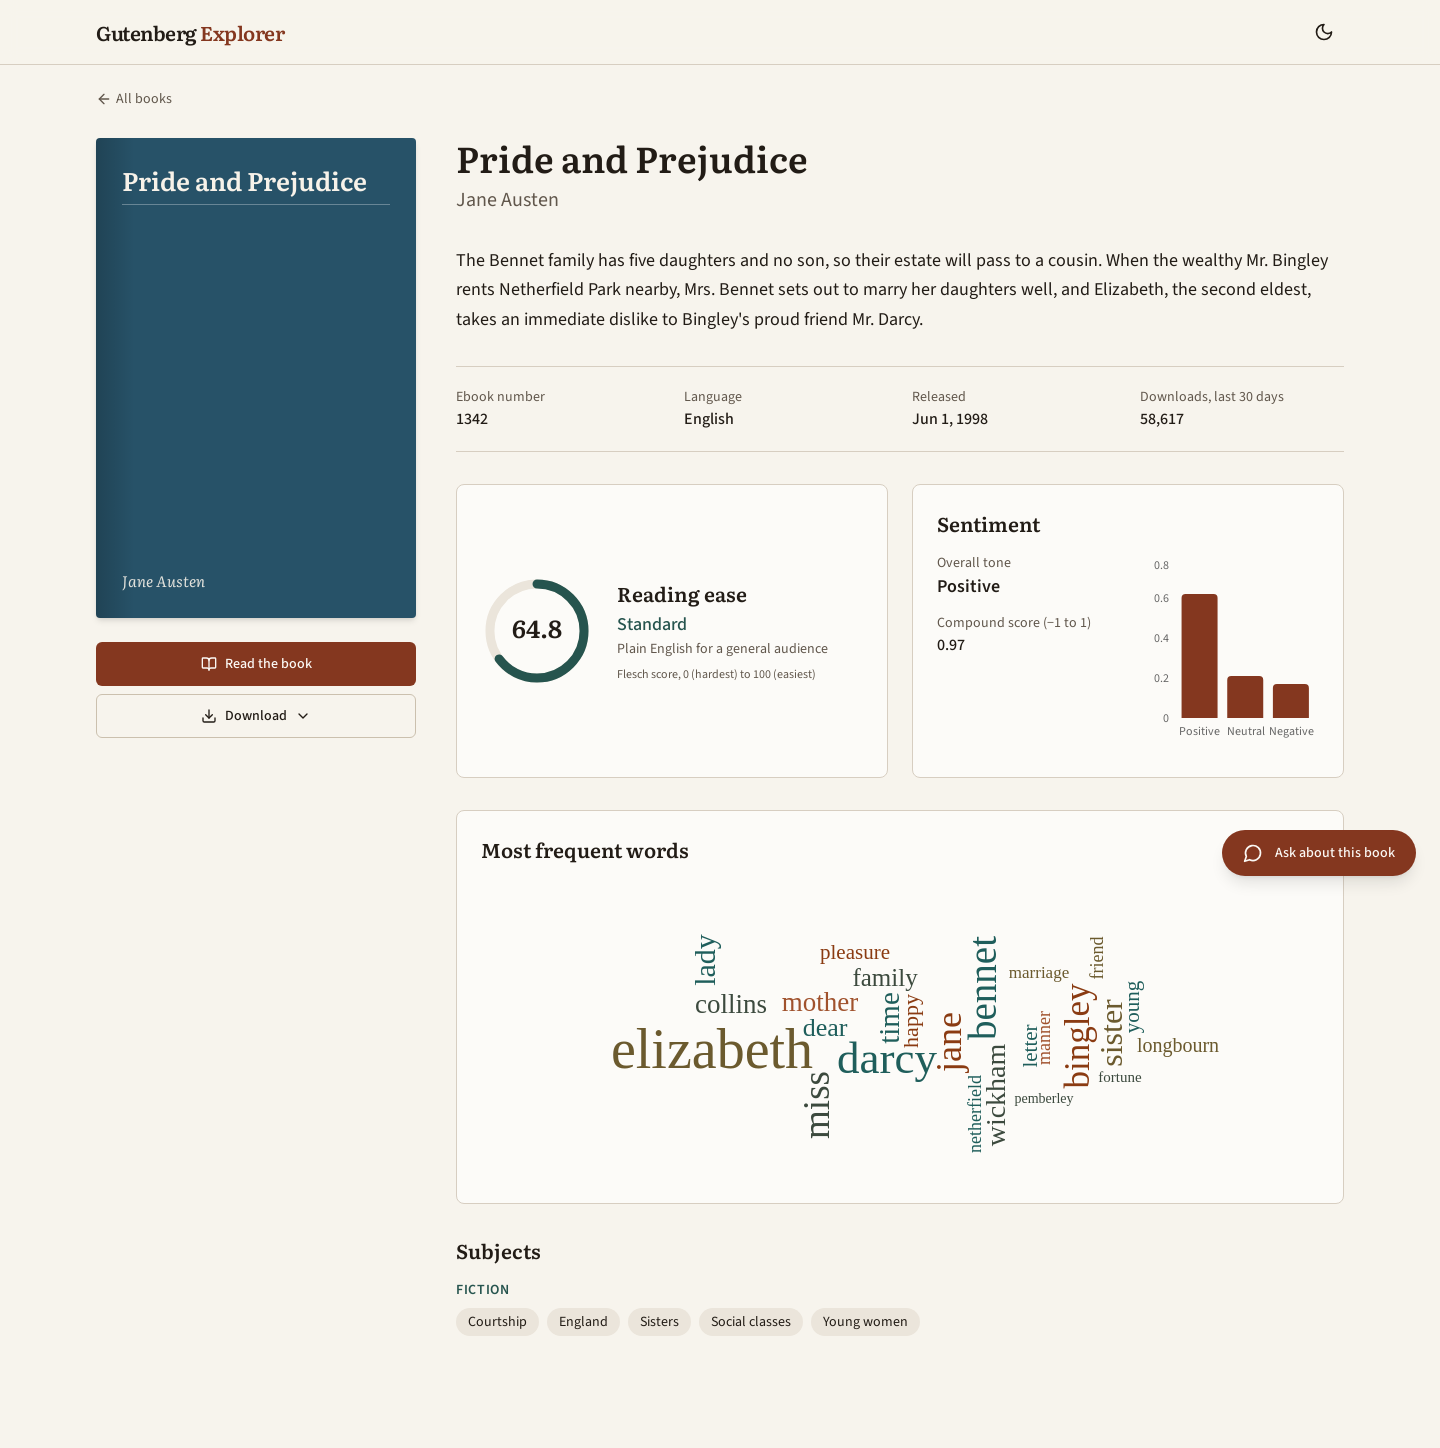 Gutenberg Explorer
All books
Pride and Prejudice
Jane Austen
Read the book
Download
Pride and Prejudice
Jane Austen
The Bennet family has five daughters and no son, so their estate will pass to a cousin. When the wealthy Mr. Bingley
rents Netherfield Park nearby, Mrs. Bennet sets out to marry her daughters well, and Elizabeth, the second eldest,
takes an immediate dislike to Bingley's proud friend Mr. Darcy.
Ebook number
1342
Language
English
Released
Jun 1, 1998
Downloads, last 30 days
58,617
64.8
Reading ease
Standard
Plain English for a general audience
Flesch score, 0 (hardest) to 100 (easiest)
Sentiment
Overall tone
Positive
Compound score (−1 to 1)
0.97
0.8
0.6
0.4
0.2
0
Positive Neutral Negative
Most frequent words
Ask about this book
lady
pleasure
bennet
friend
family
marriage
collins
mother
time
happy
young
dear
jane
letter
manner
bingley
sister
elizabeth
darcy
longbourn
miss
netherfield
wickham
fortune
pemberley
Subjects
FICTION
Courtship
England
Sisters
Social classes
Young women